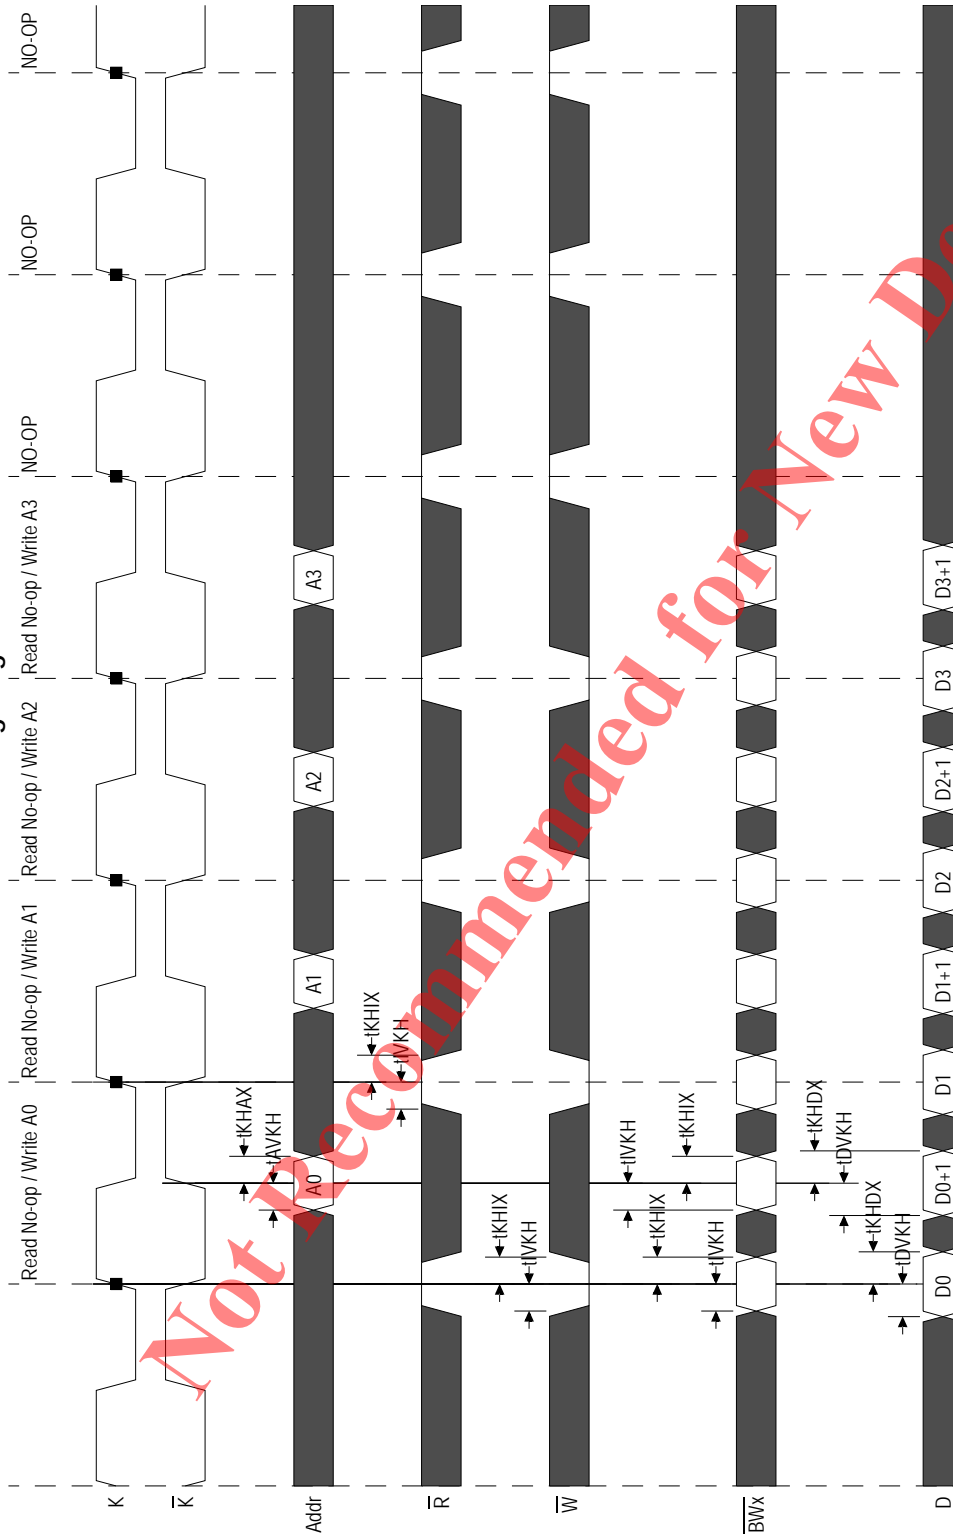 Read No-op / Write A0
Read No-op / Write A1
Read No-op / Write A2
Read No-op / Write A3
NO-OP
NO-OP
NO-OP
K
K
Addr
A0
A1
A2
A3
tKHAX
tAVKH
tKHIX
tIVKH
R
tKHIX
tIVKH
W
tIVKH
tKHIX
tKHIX
tIVKH
BWx
tKHDX
tDVKH
tKHDX
tDVKH
D
D0
D0+1
D1
D1+1
D2
D2+1
D3
D3+1
Not Recommended for New